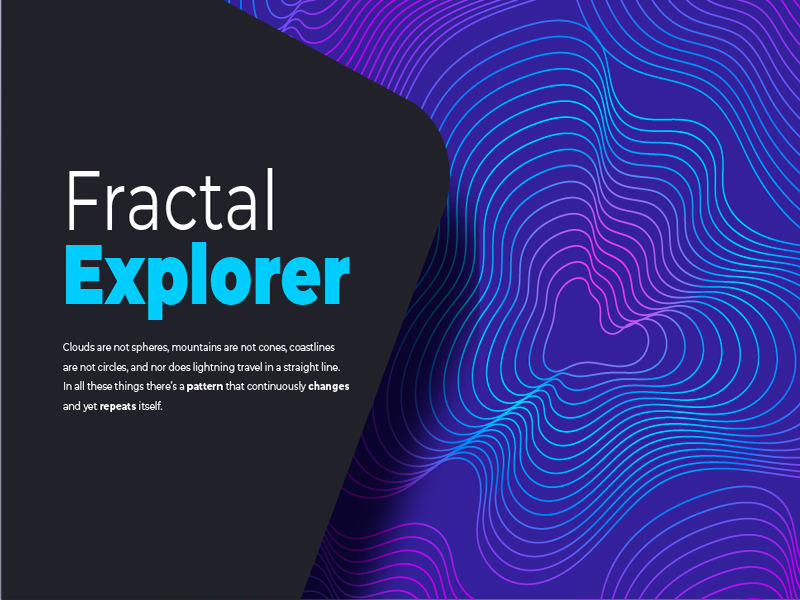 Fractal
Explorer
Clouds are not spheres, mountains are not cones, coastlines
are not circles, and nor does lightning travel in a straight line.
In all these things there's a pattern that continuously changes
and yet repeats itself.